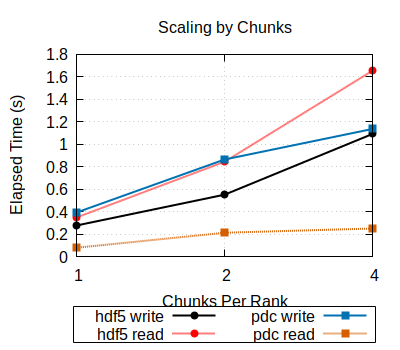 Scaling by Chunks
1.8
1.6
1.4
1.2
1
0.8
0.6
0.4
0.2
0
Elapsed Time (s)
1 2 4
Chunks Per Rank
hdf5 write pdc write
hdf5 read pdc read